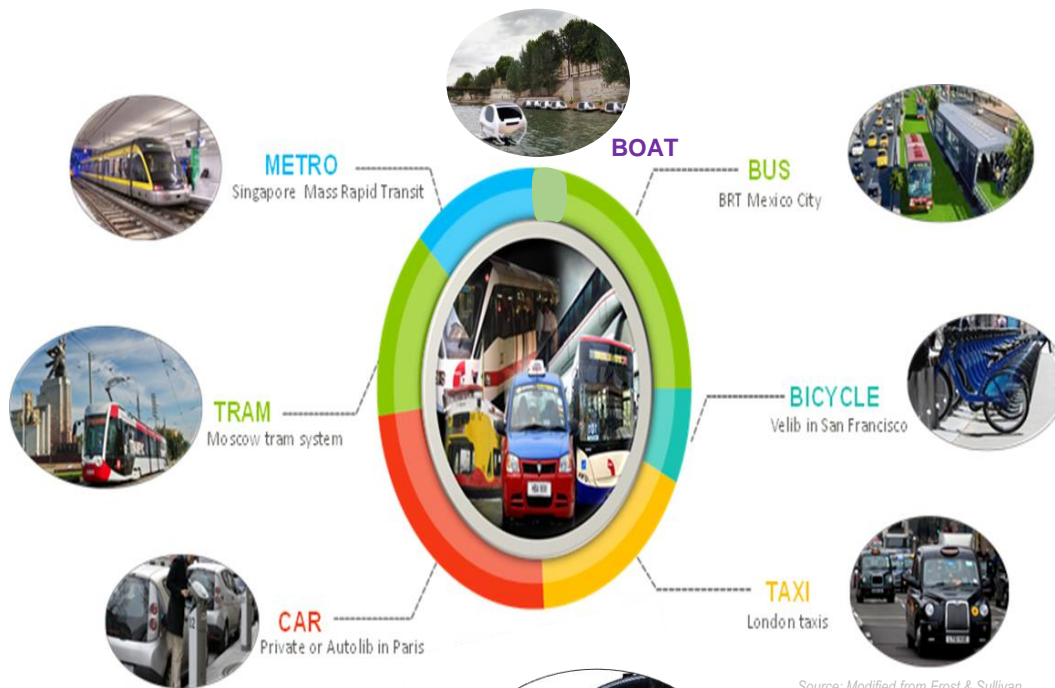 BOAT
METRO
Singapore Mass Rapid Transit
BUS
BRT Mexico City
TRAM
Moscow tram system
BICYCLE
Velib in San Francisco
CAR
Private or Autolib in Paris
TAXI
London taxis
Source: Modified from Frost & Sullivan